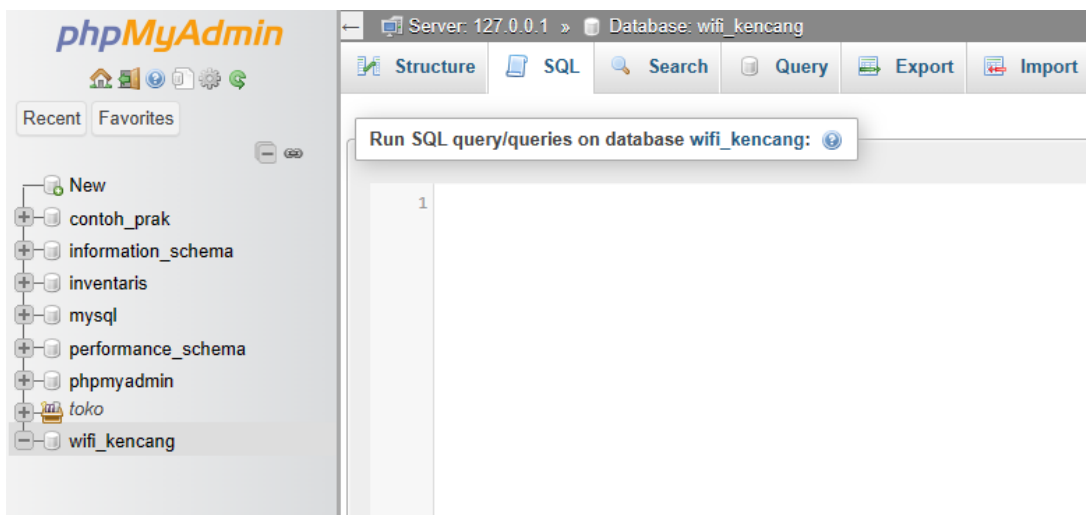 phpMyAdmin
Recent Favorites
New
contoh_prak
information_schema
inventaris
mysql
performance_schema
phpmyadmin
toko
wifi_kencang
Server: 127.0.0.1 » Database: wifi_kencang
Structure SQL Search Query Export Import
Run SQL query/queries on database wifi_kencang:
1